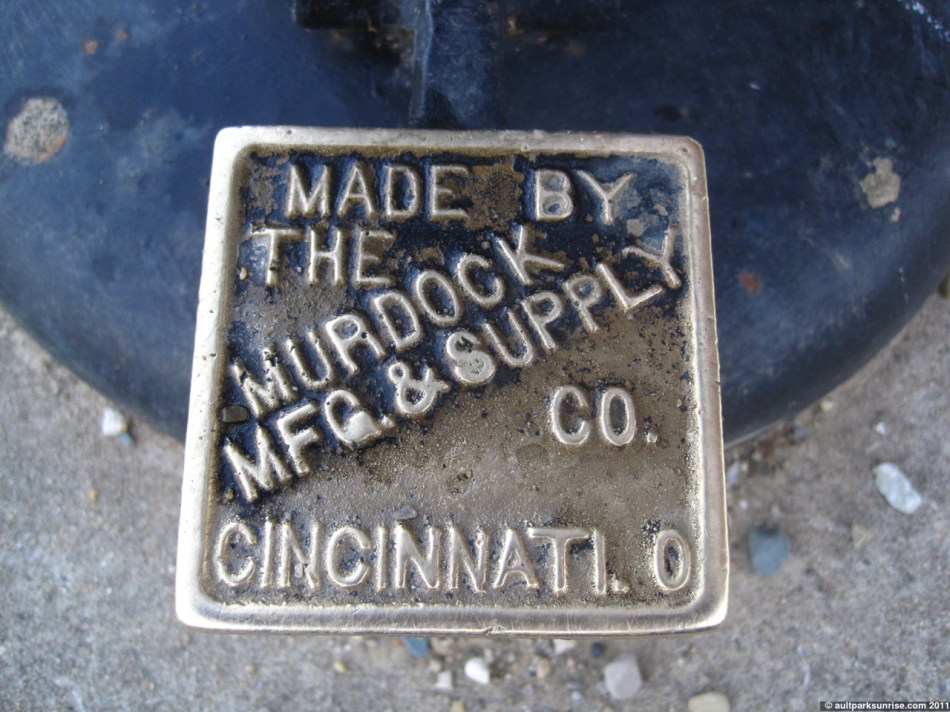 MADE BY
THE
MURDOCK
MFG. & SUPPLY
CO.
CINCINNATI. O
© aultparksunrise.com 2011